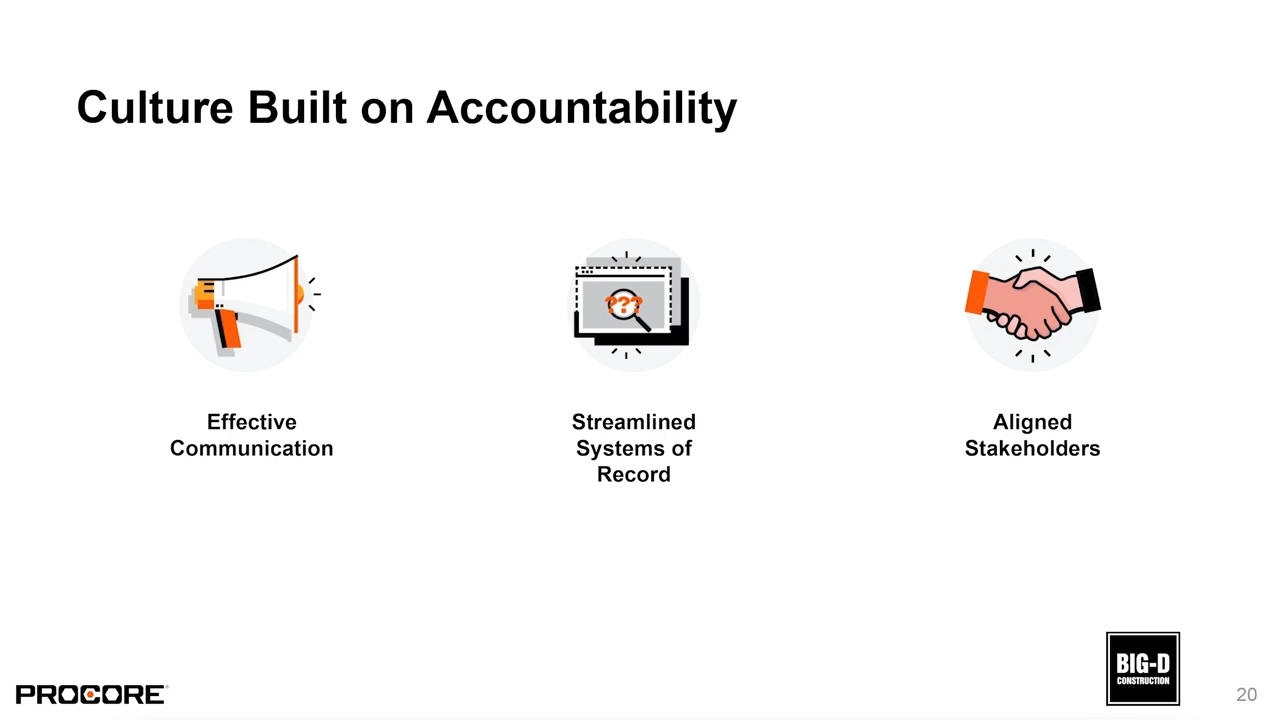 Culture Built on Accountability
???
Effective
Communication
Streamlined
Systems of
Record
Aligned
Stakeholders
BIG-D
CONSTRUCTION
PROCORE
20